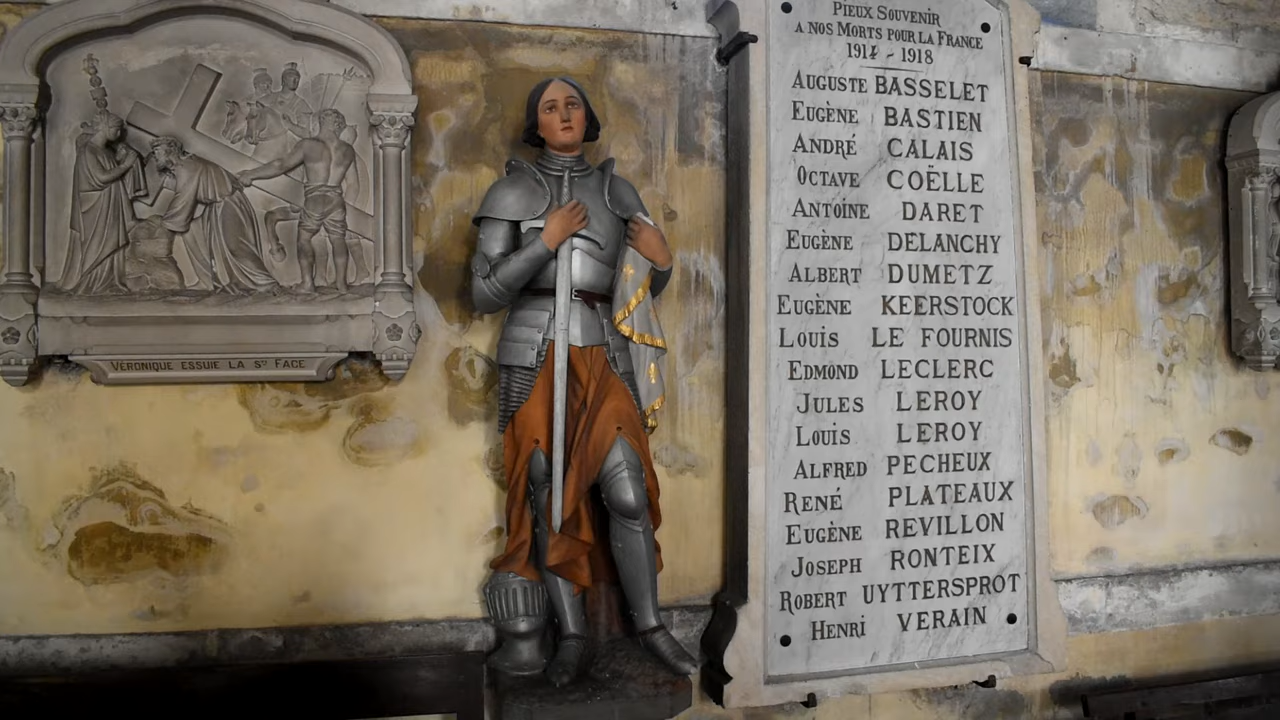 VÉRONIQUE ESSUIE LA STE FACE
PIEUX SOUVENIR
A NOS MORTS POUR LA FRANCE
1914 - 1918
AUGUSTE BASSELET
EUGÈNE BASTIEN
ANDRÉ CALAIS
OCTAVE COËLLE
ANTOINE DARET
EUGÈNE DELANCHY
ALBERT DUMETZ
EUGÈNE KEERSTOCK
LOUIS LE FOURNIS
EDMOND LECLERC
JULES LEROY
LOUIS LEROY
ALFRED PECHEUX
RENÉ PLATEAUX
EUGÈNE REVILLON
JOSEPH RONTEIX
ROBERT UYTTERSPROT
HENRI VERAIN